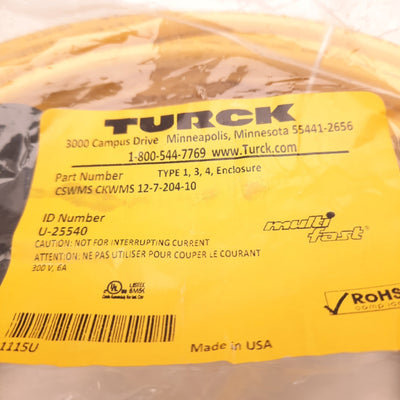 TURCK
3000 Campus Drive Minneapolis, Minnesota 55441-2656
1-800-544-7769 www.Turck.com
Part Number TYPE 1, 3, 4, Enclosure
CSWMS CKWMS 12-7-204-10
ID Number
U-25540
multi fast®
CAUTION: NOT FOR INTERRUPTING CURRENT
ATTENTION: NE PAS UTILISER POUR COUPER LE COURANT
300 V, 6A
UL LISTED
RoHS
1115U Made in USA